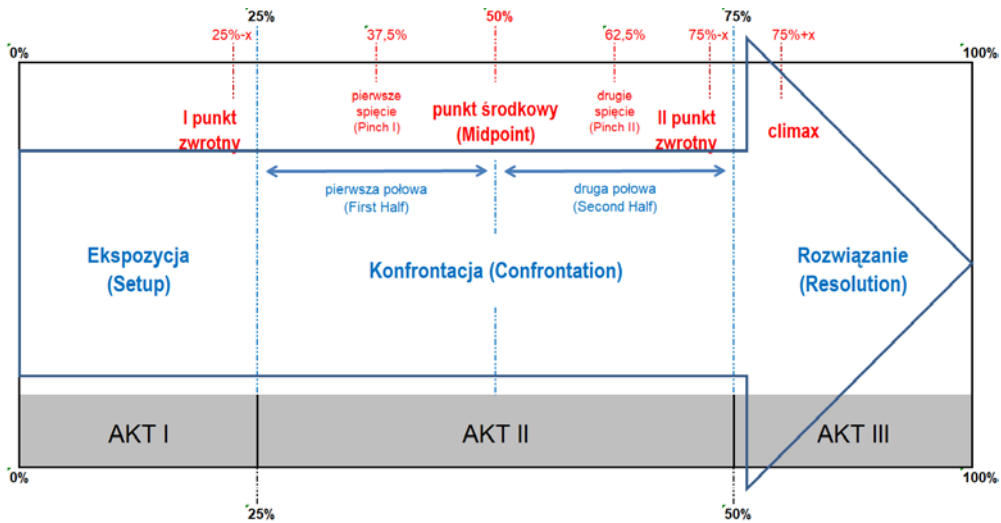 25%
50%
75%
25%-x
37,5%
62,5%
75%-x
75%+x
0%
100%
I punkt
zwrotny
pierwsze
spięcie
(Pinch I)
punkt środkowy
(Midpoint)
drugie
spięcie
(Pinch II)
II punkt
zwrotny
climax
pierwsza połowa
(First Half)
druga połowa
(Second Half)
Ekspozycja
(Setup)
Konfrontacja (Confrontation)
Rozwiązanie
(Resolution)
AKT I
AKT II
AKT III
0%
100%
25%
50%